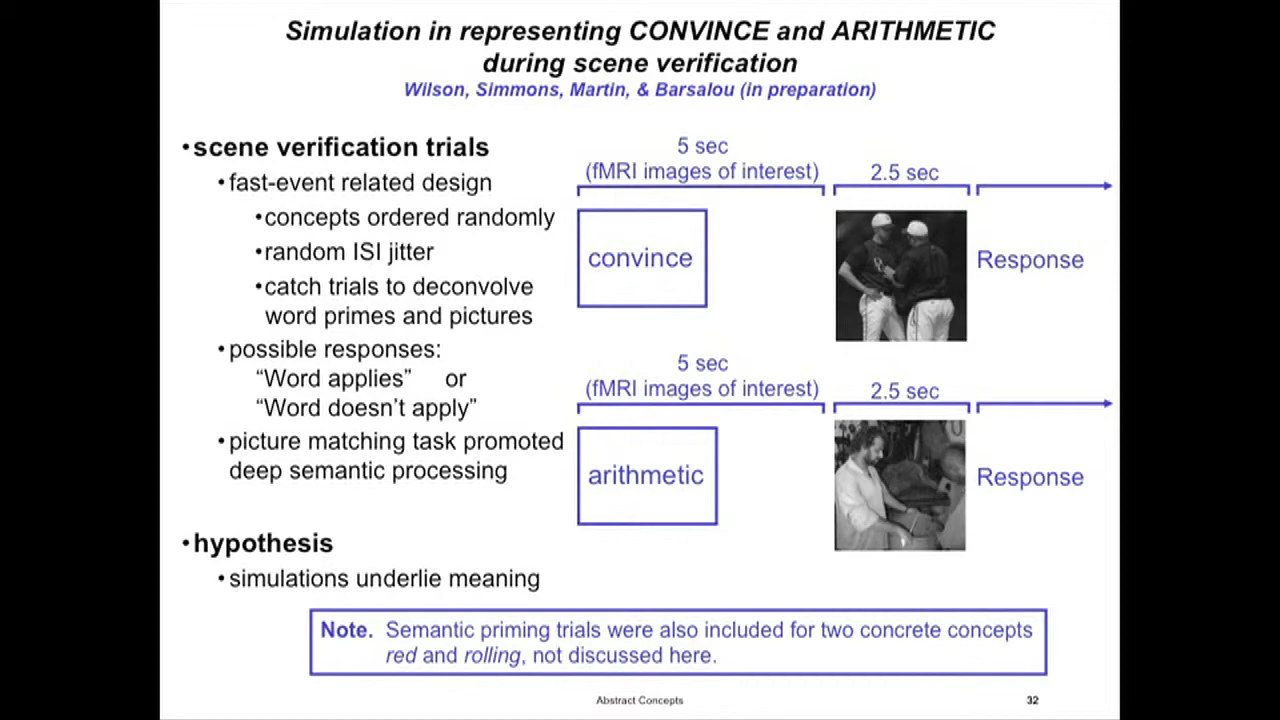 Simulation in representing CONVINCE and ARITHMETIC
during scene verification
Wilson, Simmons, Martin, & Barsalou (in preparation)
•scene verification trials
•fast-event related design
•concepts ordered randomly
•random ISI jitter
•catch trials to deconvolve
word primes and pictures
•possible responses:
“Word applies” or
“Word doesn’t apply”
•picture matching task promoted
deep semantic processing
•hypothesis
•simulations underlie meaning
5 sec
(fMRI images of interest)
2.5 sec
convince
Response
5 sec
(fMRI images of interest)
2.5 sec
arithmetic
Response
Note. Semantic priming trials were also included for two concrete concepts
red and rolling, not discussed here.
Abstract Concepts
32